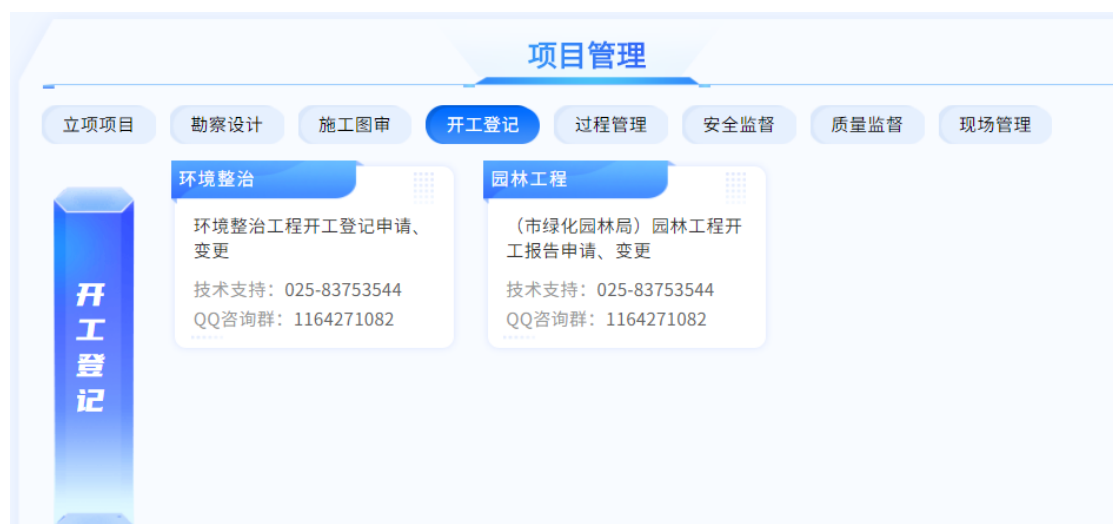 项目管理
立项项目
勘察设计
施工图审
开工登记
过程管理
安全监督
质量监督
现场管理
开工登记
环境整治
环境整治工程开工登记申请、
变更
技术支持：025-83753544
QQ咨询群：1164271082
园林工程
（市绿化园林局）园林工程开
工报告申请、变更
技术支持：025-83753544
QQ咨询群：1164271082